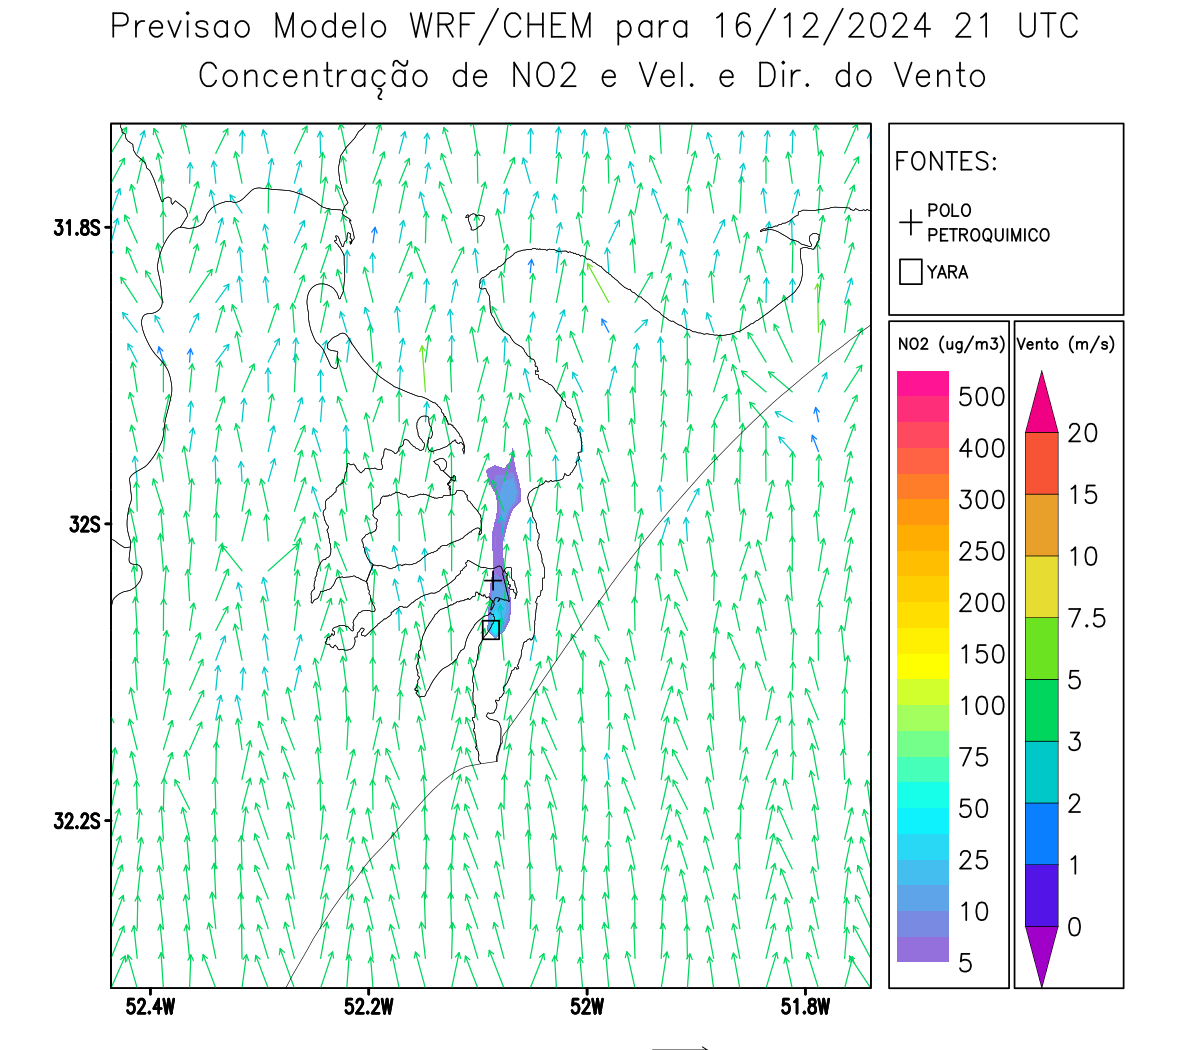 Previsao Modelo WRF/CHEM para 16/12/2024 21 UTC
Concentração de NO2 e Vel. e Dir. do Vento
FONTES:
POLO
PETROQUIMICO
YARA
NO2 (ug/m3)
500
400
300
250
200
150
100
75
50
25
10
5
Vento (m/s)
20
15
10
7.5
5
3
2
1
0
31.8S
32S
32.2S
52.4W 52.2W 52W 51.8W